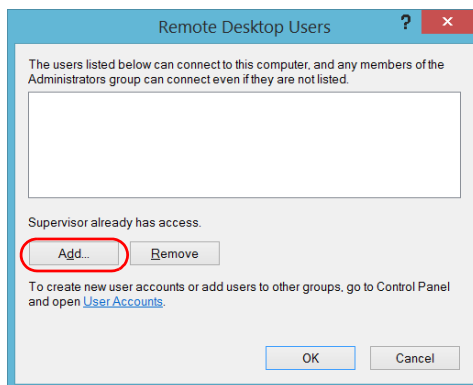 Remote Desktop Users
?
The users listed below can connect to this computer, and any members of the
Administrators group can connect even if they are not listed.
Supervisor already has access.
Add... Remove
To create new user accounts or add users to other groups, go to Control Panel
and open User Accounts.
OK Cancel